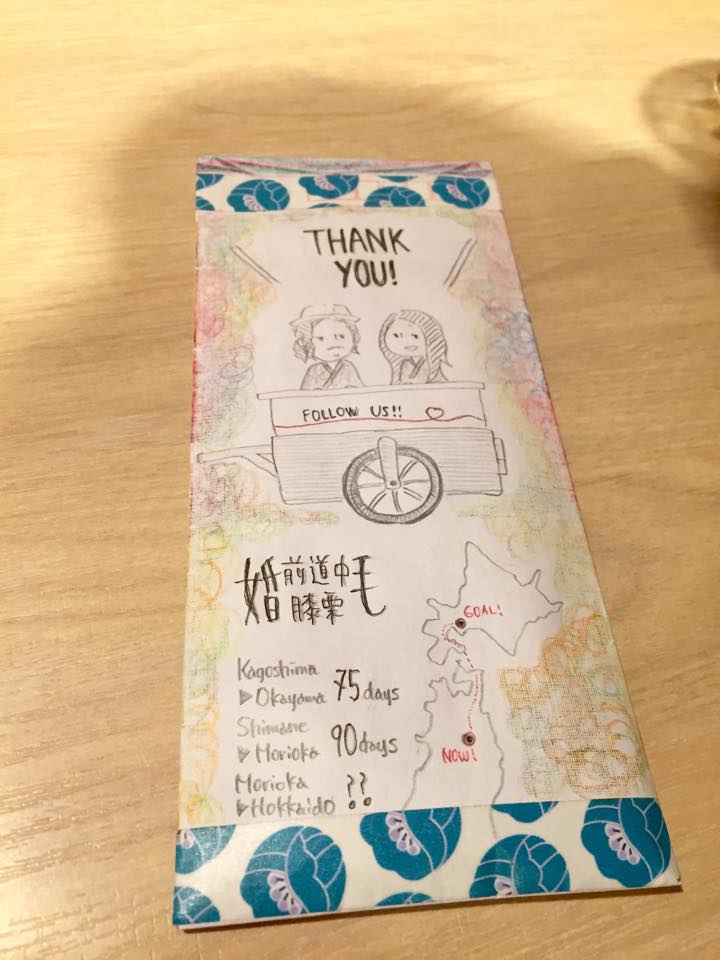 THANK
YOU!
FOLLOW US!! ♡
婚前道中膝栗毛
Kagoshima
▶Okayama 75days
Shimane
▶Morioka 90days
Morioka
▶Hokkaido ??
GOAL!
NOW!